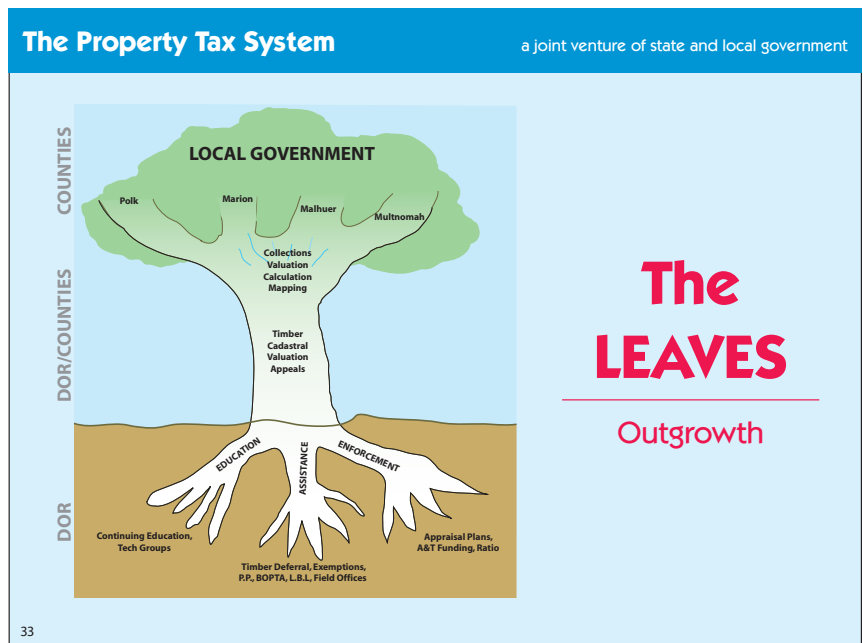 The Property Tax System
a joint venture of state and local government
COUNTIES
LOCAL GOVERNMENT
Polk
Marion
Malhuer
Multnomah
Collections
Valuation
Calculation
Mapping
DOR/COUNTIES
Timber
Cadastral
Valuation
Appeals
DOR
EDUCATION
ASSISTANCE
ENFORCEMENT
Continuing Education,
Tech Groups
Timber Deferral, Exemptions,
P.P., BOPTA, L.B.L, Field Offices
Appraisal Plans,
A&T Funding, Ratio
The
LEAVES
Outgrowth
33